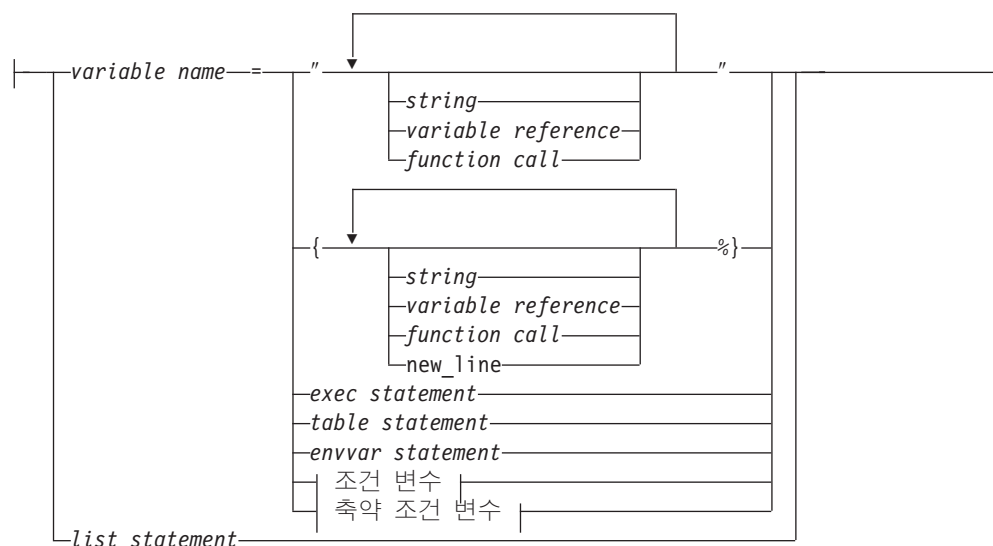 variable name = " "
string
variable reference
function call
{ %}
string
variable reference
function call
new_line
exec statement
table statement
envvar statement
조건 변수
축약 조건 변수
list statement